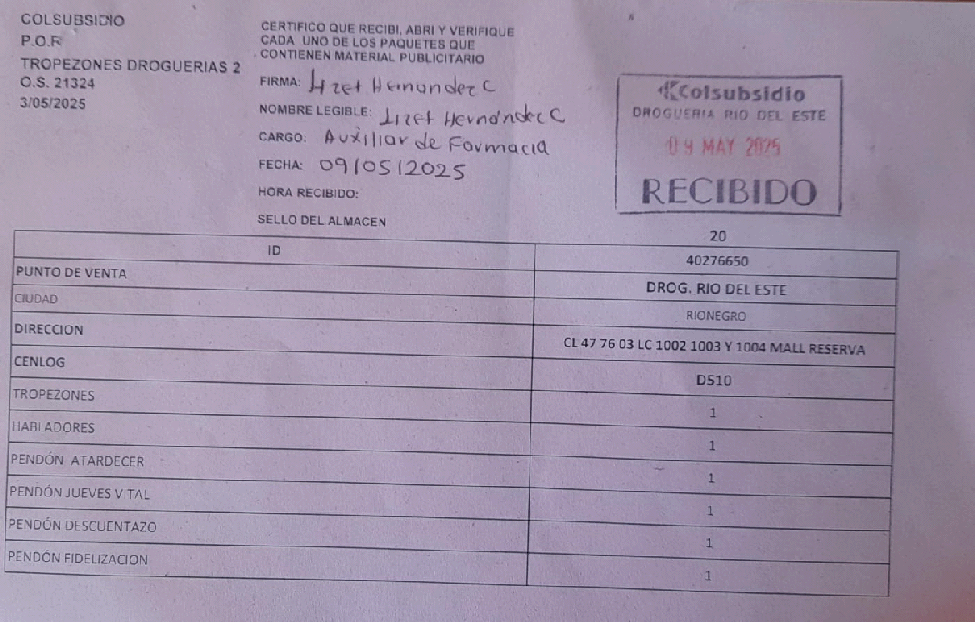 COLSUBSIDIO
P.O.R
TROPEZONES DROGUERIAS 2
O.S. 21324
3/05/2025
CERTIFICO QUE RECIBI, ABRI Y VERIFIQUE
CADA UNO DE LOS PAQUETES QUE
CONTIENEN MATERIAL PUBLICITARIO
FIRMA: Lizet Hernandez C
NOMBRE LEGIBLE: Lizet Hernández C
CARGO: Auxiliar de Farmacia
FECHA: 09/05/2025
HORA RECIBIDO:
SELLO DEL ALMACEN
Colsubsidio
DROGUERIA RIO DEL ESTE
09 MAY 2025
RECIBIDO
20
ID 40276650
PUNTO DE VENTA DROG. RIO DEL ESTE
CIUDAD RIONEGRO
DIRECCION CL 47 76 03 LC 1002 1003 Y 1004 MALL RESERVA
CENLOG D510
TROPEZONES 1
HABLADORES 1
PENDÓN ATARDECER 1
PENDÓN JUEVES VITAL 1
PENDÓN DESCUENTAZO 1
PENDÓN FIDELIZACION 1